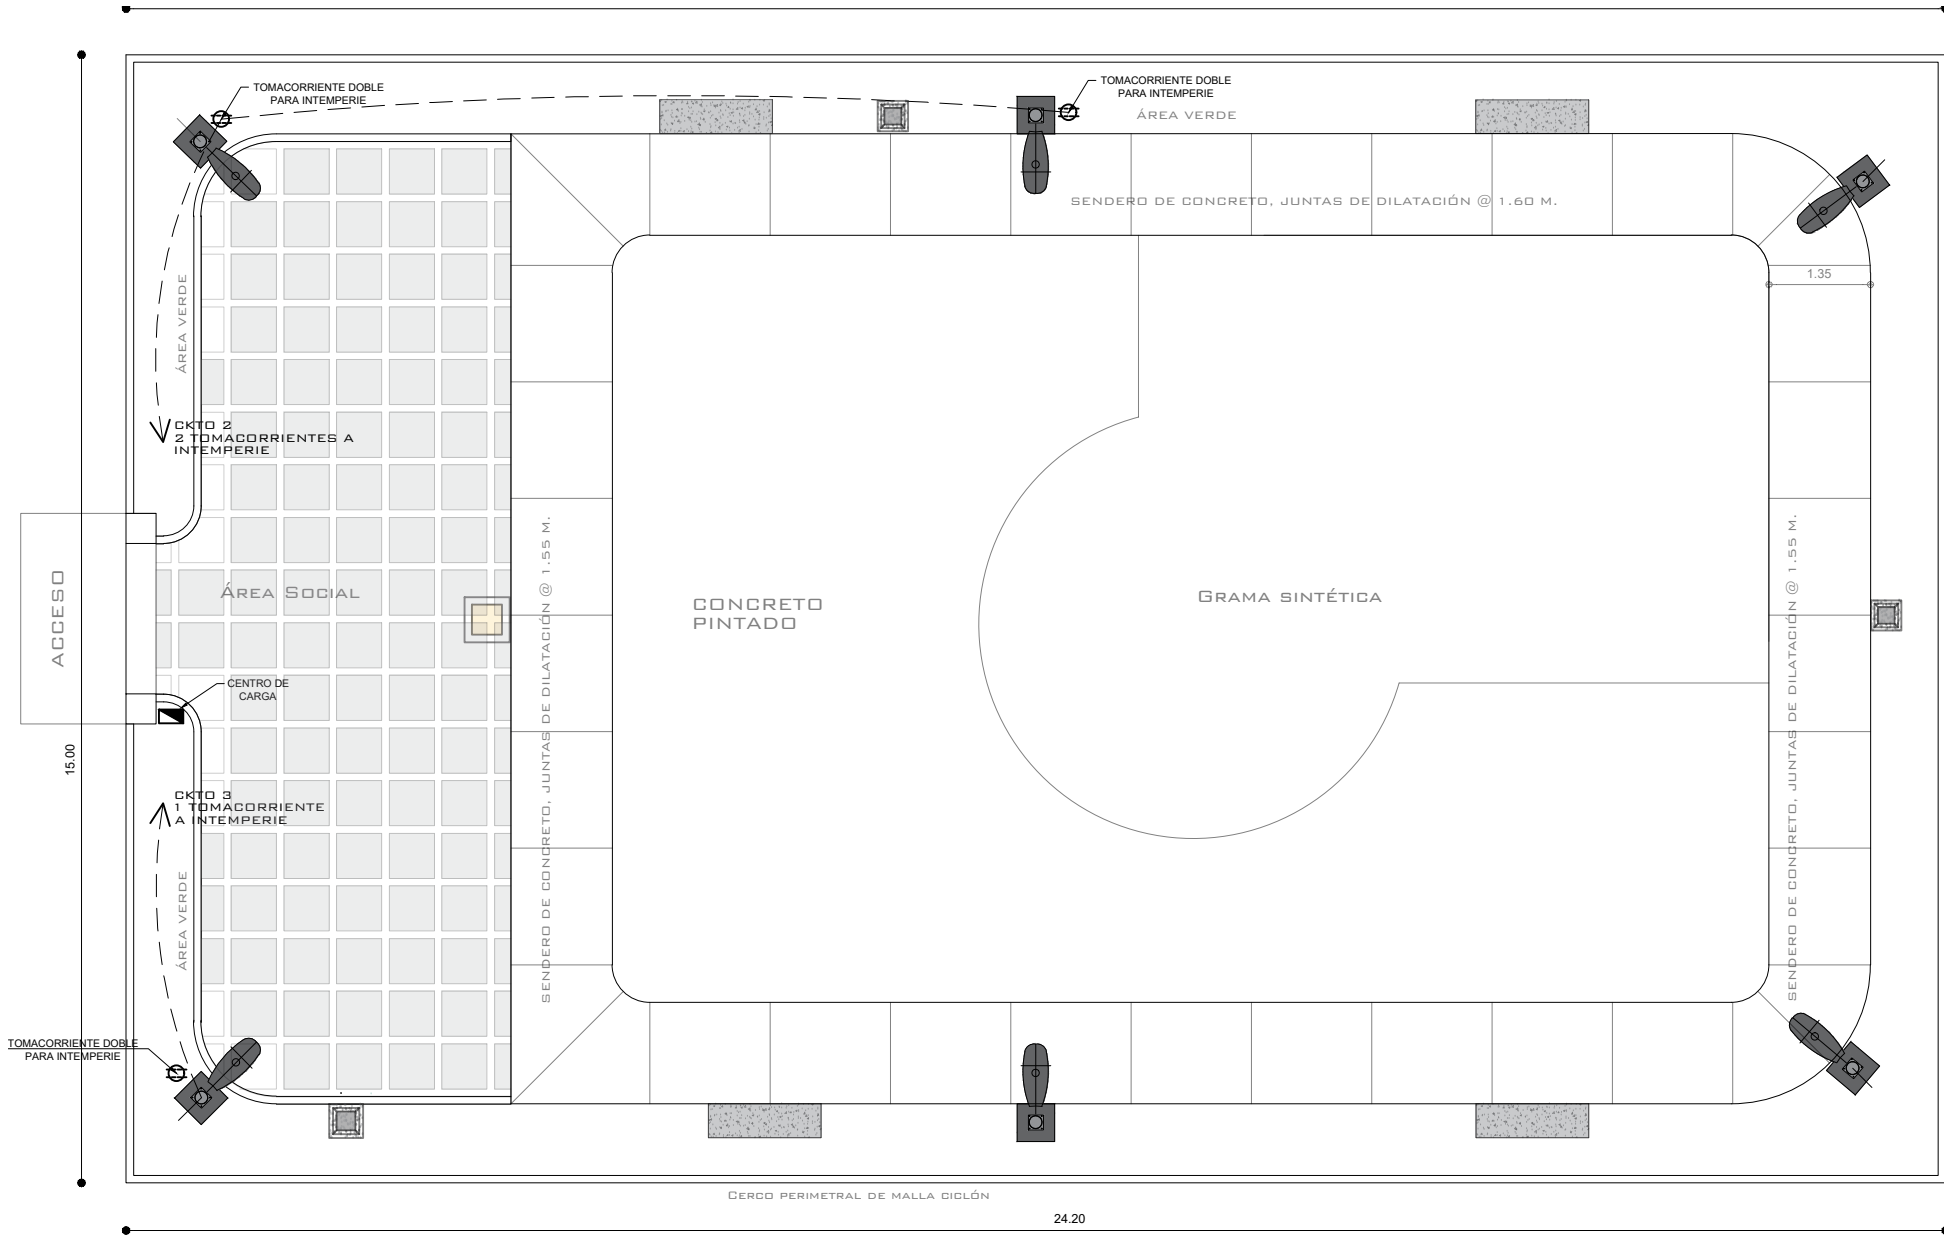 TOMACORRIENTE DOBLE
PARA INTEMPERIE
TOMACORRIENTE DOBLE
PARA INTEMPERIE
ÁREA VERDE
SENDERO DE CONCRETO, JUNTAS DE DILATACIÓN @ 1.60 M.
1.35
ÁREA VERDE
CKTO 2
2 TOMACORRIENTES A
INTEMPERIE
ACCESO
ÁREA SOCIAL
SENDERO DE CONCRETO, JUNTAS DE DILATACIÓN @ 1.55 M.
CONCRETO
PINTADO
GRAMA SINTÉTICA
SENDERO DE CONCRETO, JUNTAS DE DILATACIÓN @ 1.55 M.
CENTRO DE
CARGA
15.00
CKTO 3
1 TOMACORRIENTE
A INTEMPERIE
ÁREA VERDE
TOMACORRIENTE DOBLE
PARA INTEMPERIE
CERCO PERIMETRAL DE MALLA CICLÓN
24.20